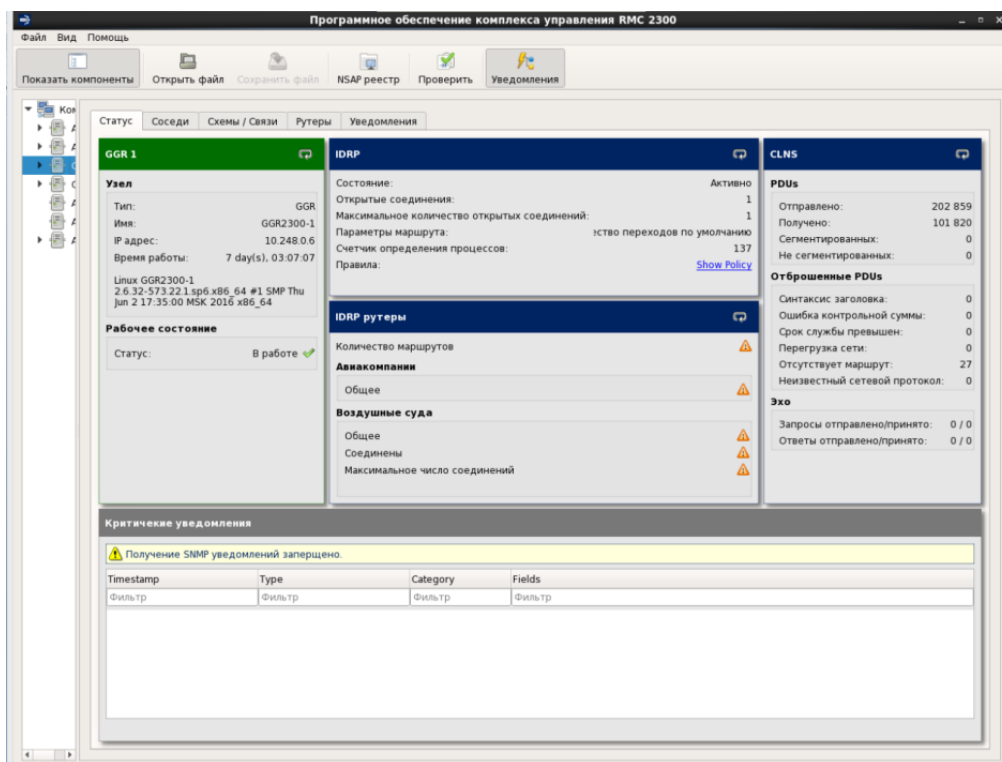 Программное обеспечение комплекса управления RMC 2300
Файл Вид Помощь
Показать компоненты Открыть файл Сохранить файл NSAP реестр Проверить Уведомления
Статус Соседи Схемы / Связи Рутеры Уведомления
GGR 1
Узел
Тип: GGR
Имя: GGR2300-1
IP адрес: 10.248.0.6
Время работы: 7 day(s), 03:07:07
Linux GGR2300-1
2.6.32-573.22.1.sp6.x86_64 #1 SMP Thu
Jun 2 17:35:00 MSK 2016 x86_64
Рабочее состояние
Статус: В работе
IDRP
Состояние: Активно
Открытые соединения: 1
Максимальное количество открытых соединений: 1
Параметры маршрута: ество переходов по умолчанию
Счетчик определения процессов: 137
Правила: Show Policy
IDRP рутеры
Количество маршрутов
Авиакомпании
Общее
Воздушные суда
Общее
Соединены
Максимальное число соединений
CLNS
PDUs
Отправлено: 202 859
Получено: 101 820
Сегментированных: 0
Не сегментированных: 0
Отброшенные PDUs
Синтаксис заголовка: 0
Ошибка контрольной суммы: 0
Срок службы превышен: 0
Перегрузка сети: 0
Отсутствует маршрут: 27
Неизвестный сетевой протокол: 0
Эхо
Запросы отправлено/принято: 0 / 0
Ответы отправлено/принято: 0 / 0
Критичекие уведомления
Получение SNMP уведомлений заперщено.
Timestamp Type Category Fields
Фильтр Фильтр Фильтр Фильтр